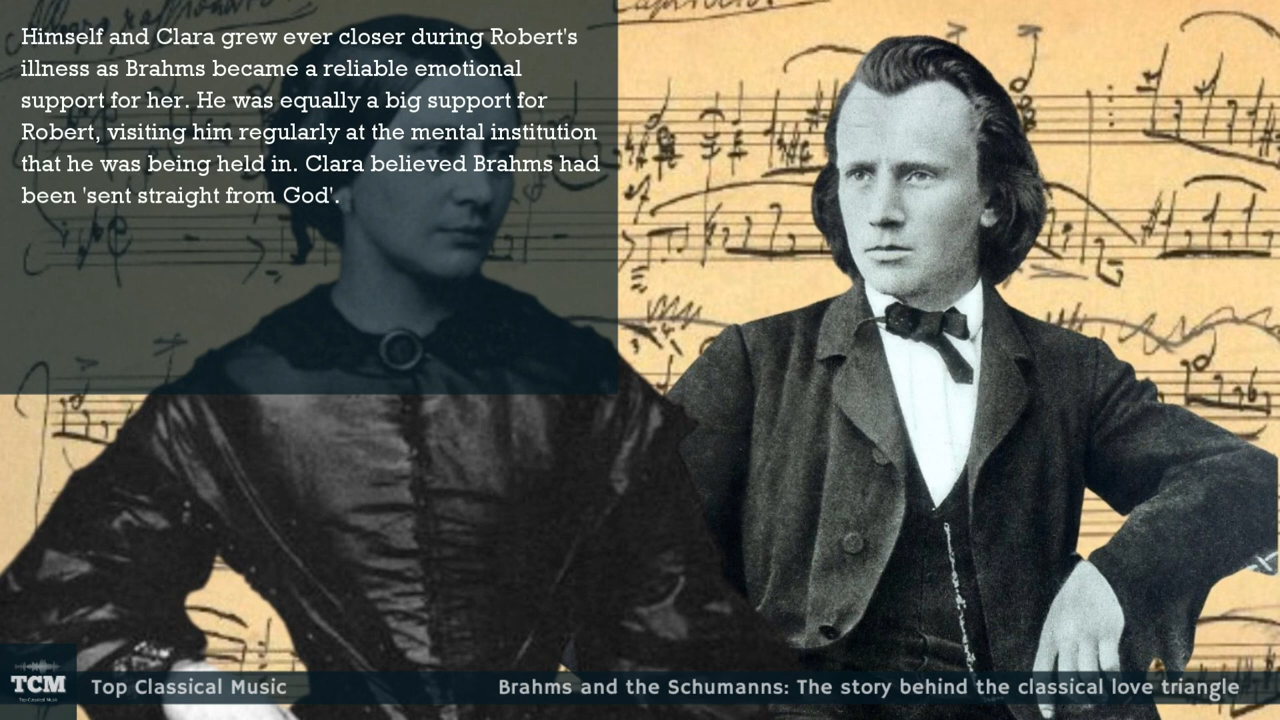 Himself and Clara grew ever closer during Robert's
illness as Brahms became a reliable emotional
support for her. He was equally a big support for
Robert, visiting him regularly at the mental institution
that he was being held in. Clara believed Brahms had
been 'sent straight from God'.
TCM
Top Classical Music
Top Classical Music
Brahms and the Schumanns: The story behind the classical love triangle